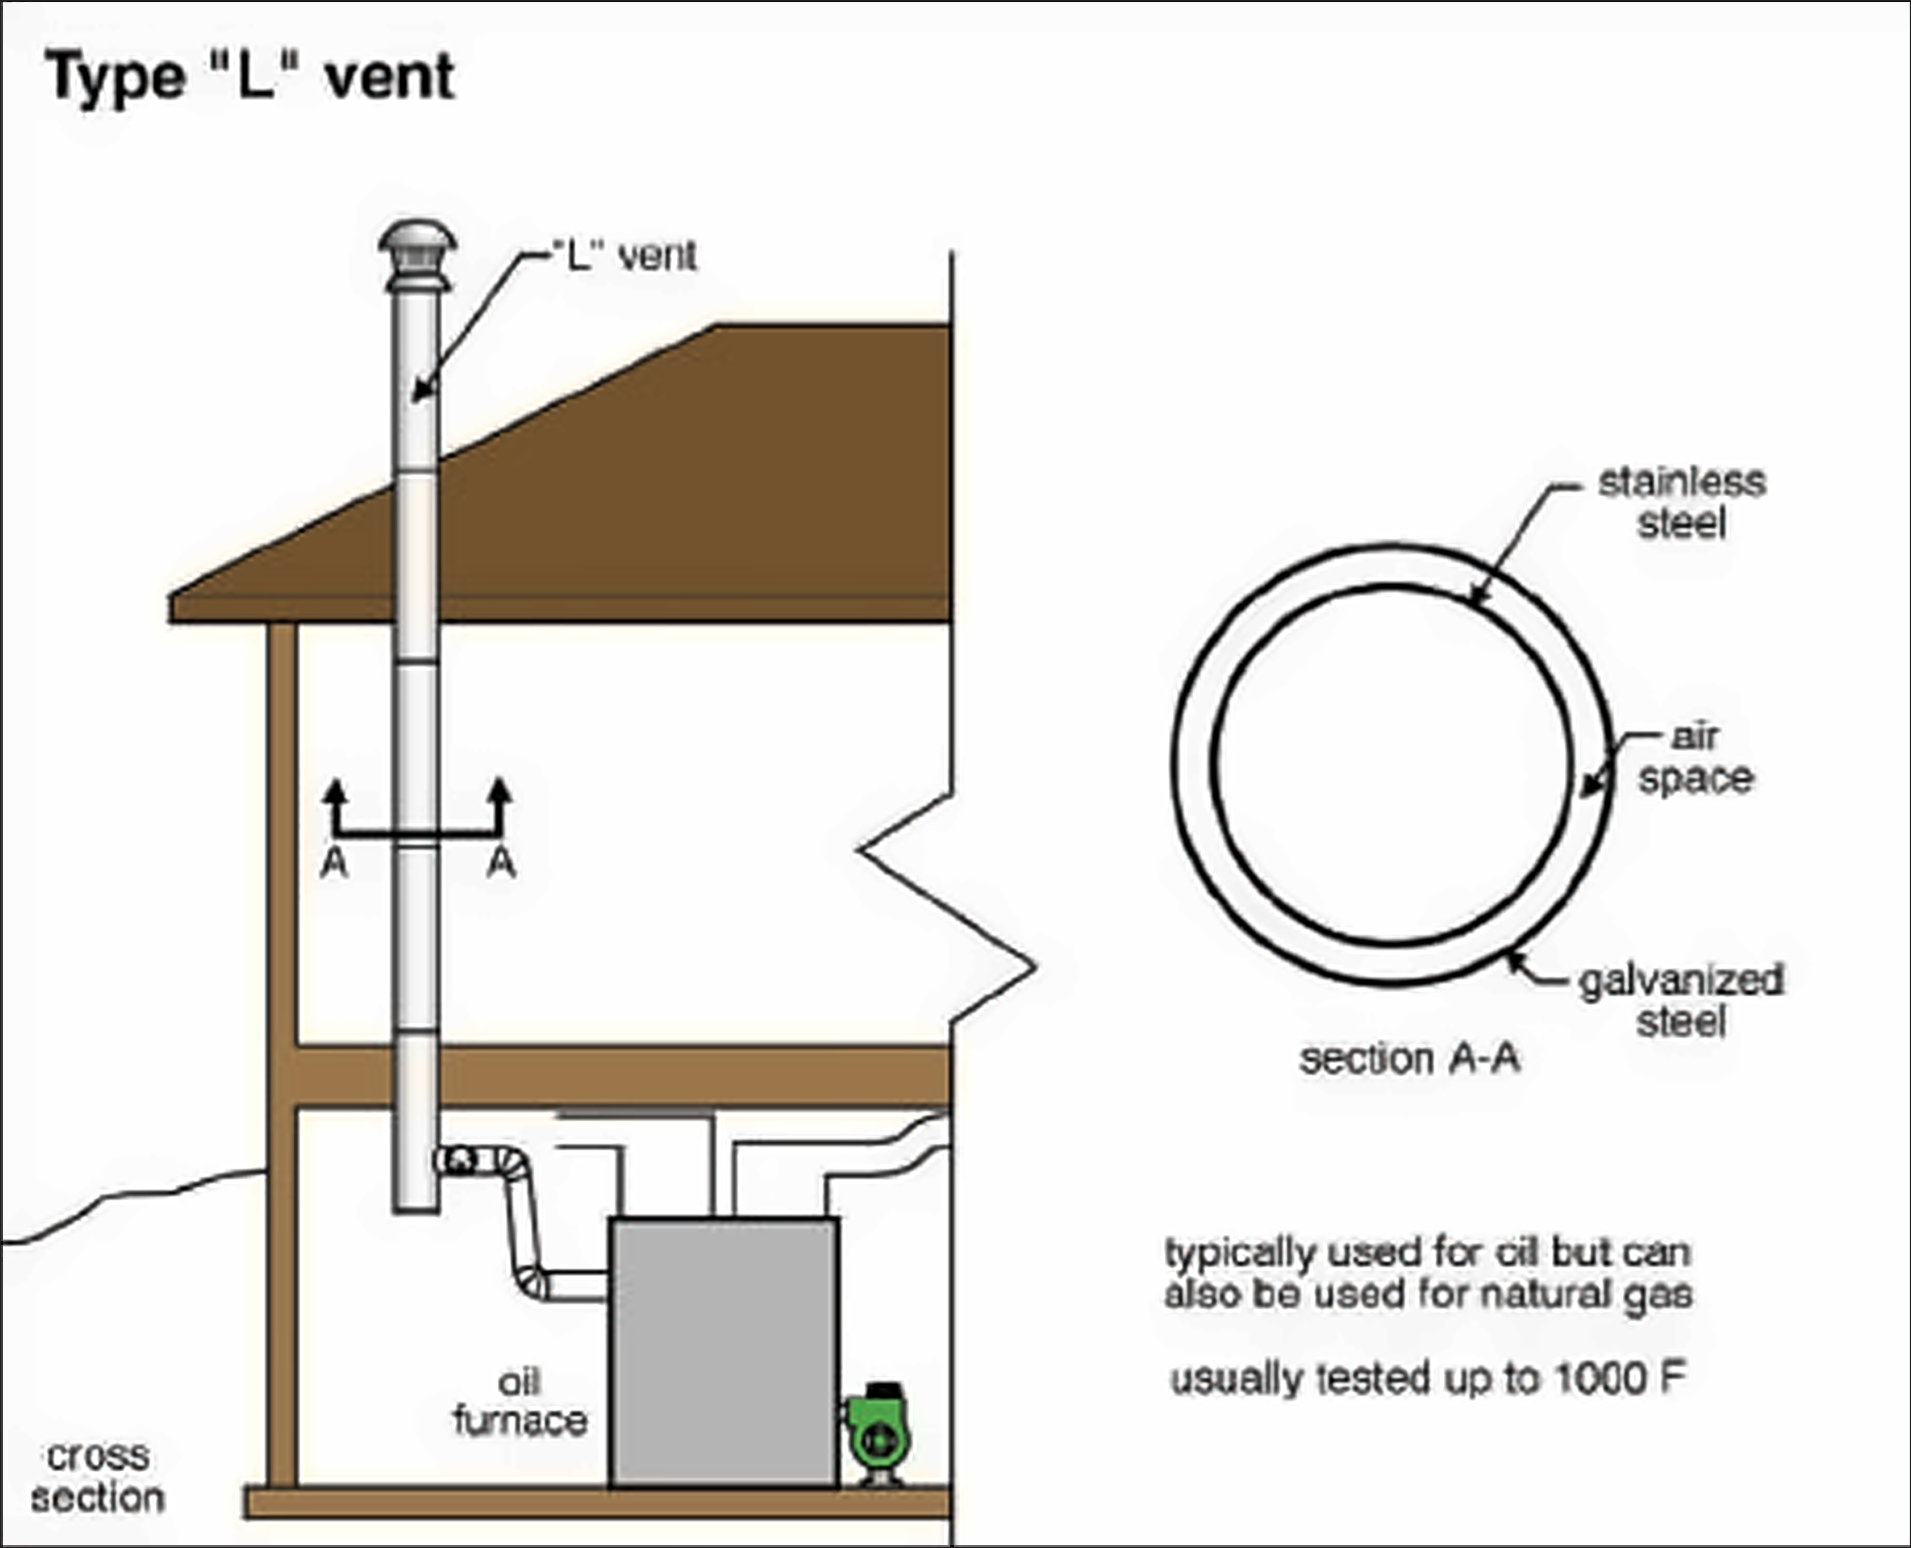 Type "L" vent
"L" vent
stainless
steel
air
space
A
A
galvanized
steel
section A-A
typically used for oil but can
also be used for natural gas
usually tested up to 1000 F
oil
furnace
cross
section